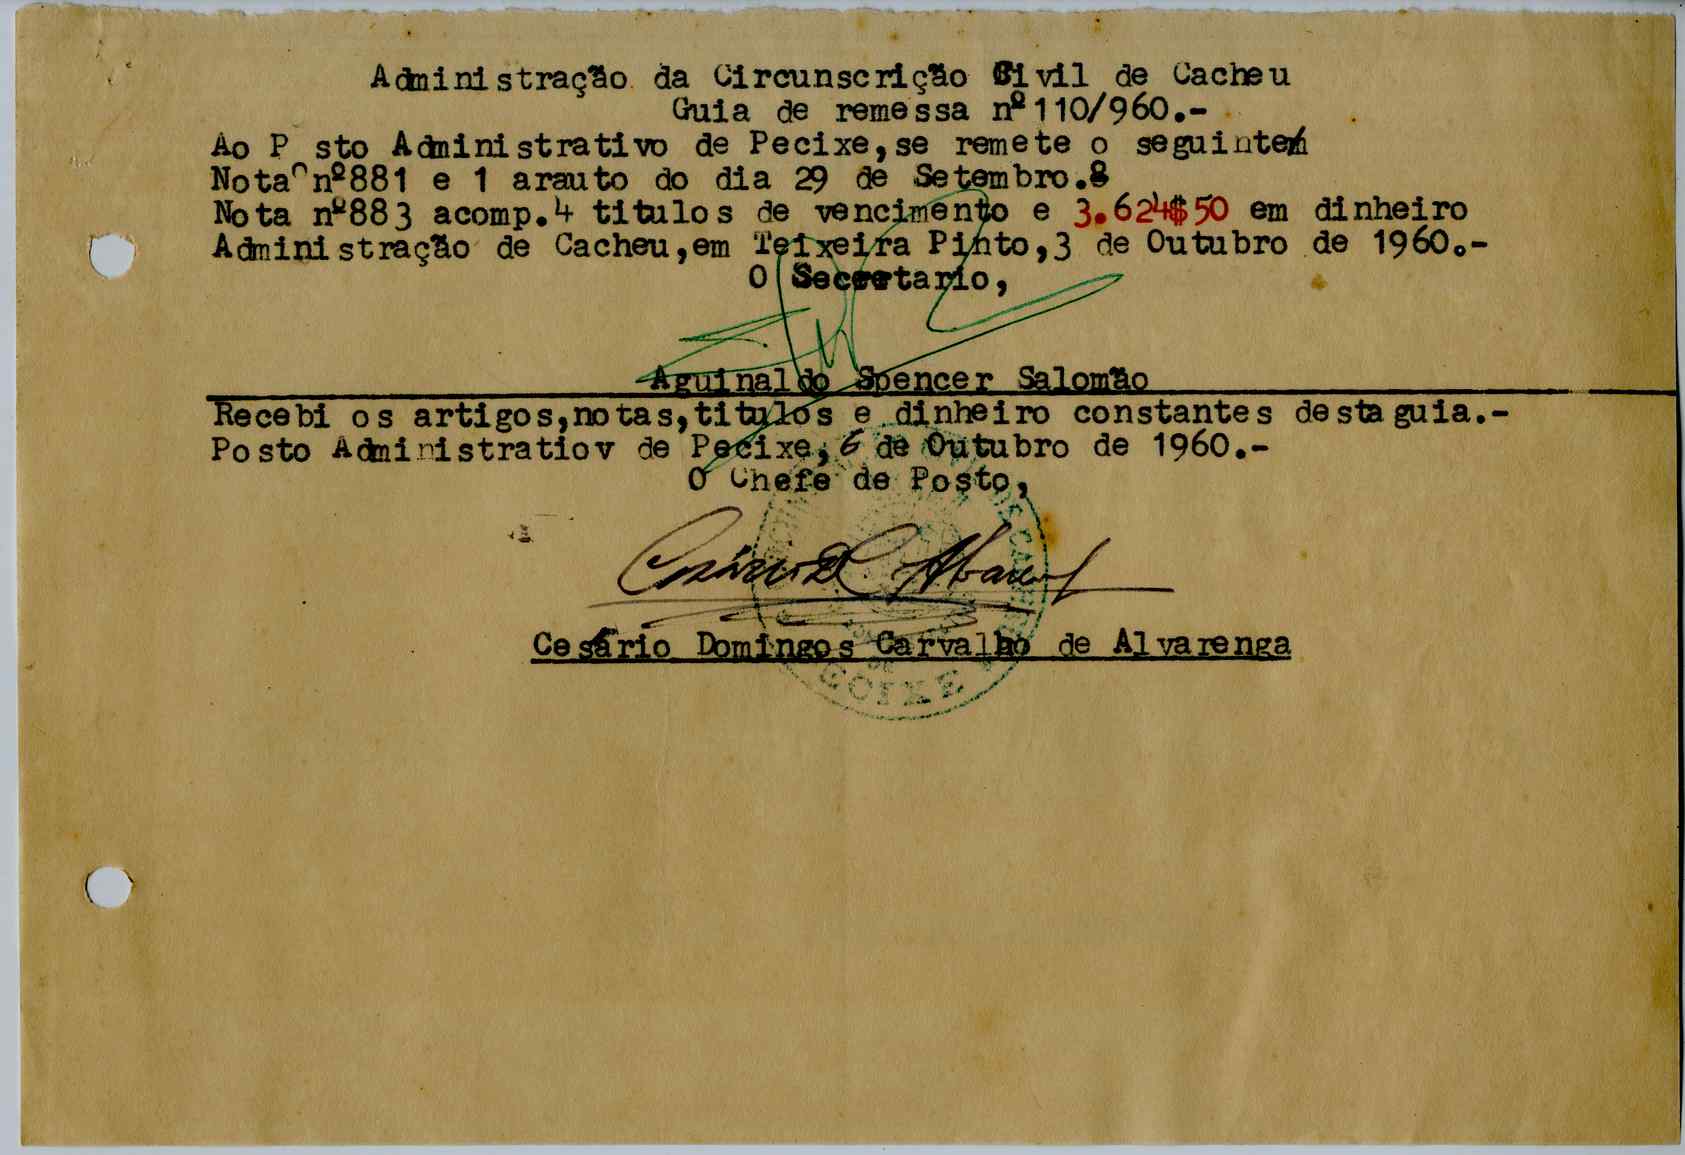 Administração da Circunscrição Civil de Cacheu
Guia de remessa nº110/960.-
Ao P sto Administrativo de Pecixe,se remete o seguinte
Nota nº881 e 1 arauto do dia 29 de Setembro.
Nota nº883 acomp.4 titulos de vencimento e 3.624$50 em dinheiro
Administração de Cacheu,em Teixeira Pinto,3 de Outubro de 1960.-
O Secretario,
Aguinaldo Spencer Salomão
Recebi os artigos,notas,titulos e dinheiro constantes desta guia.-
Posto Administratiov de Pecixe,6 de Outubro de 1960.-
O Chefe de Posto,
Cesário Domingos Carvalho de Alvarenga